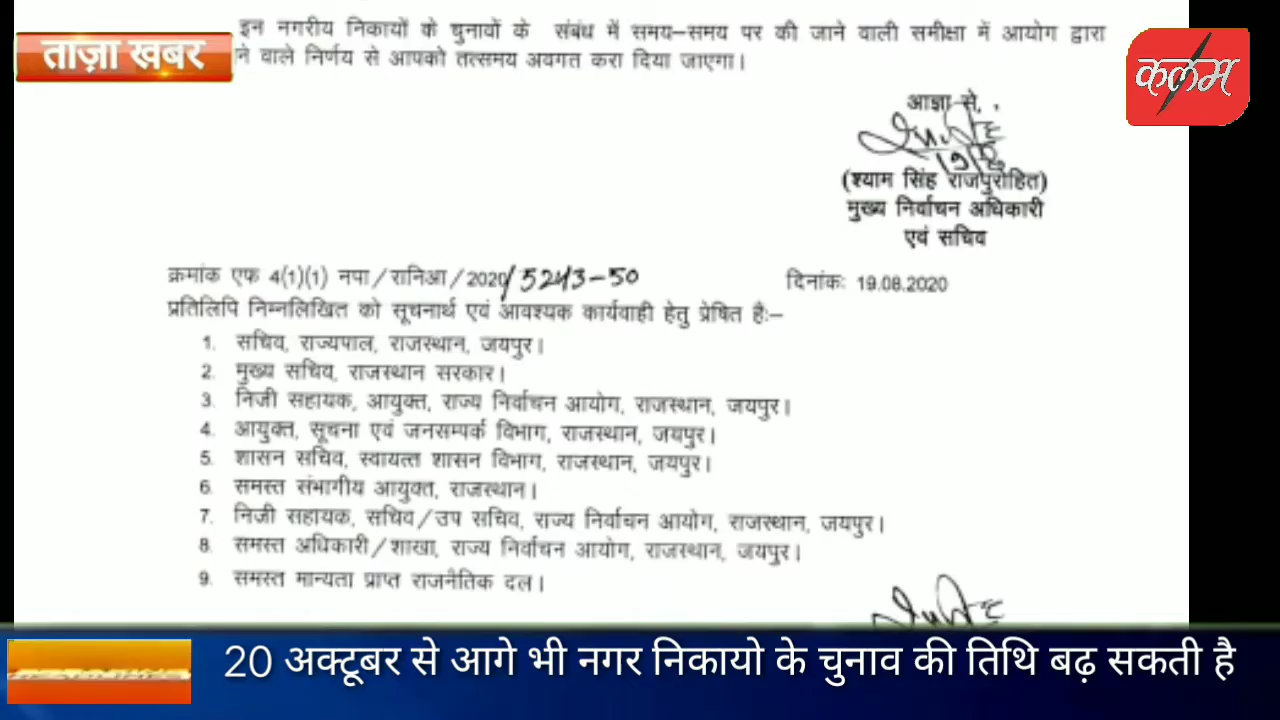 इन नगरीय निकायों के चुनावों के संबंध में समय-समय पर की जाने वाली समीक्षा में आयोग द्वारा
ताज़ा खबर
ने वाले निर्णय से आपको तत्समय अवगत करा दिया जाएगा।
कलम
आज्ञा से,
(श्याम सिंह राजपुरोहित)
मुख्य निर्वाचन अधिकारी
एवं सचिव
क्रमांक एफ 4(1)(1) नपा/रानिआ/2020/5243-50
दिनांकः 19.08.2020
प्रतिलिपि निम्नलिखित को सूचनार्थ एवं आवश्यक कार्यवाही हेतु प्रेषित हैः-
1. सचिव, राज्यपाल, राजस्थान, जयपुर।
2. मुख्य सचिव, राजस्थान सरकार।
3. निजी सहायक, आयुक्त, राज्य निर्वाचन आयोग, राजस्थान, जयपुर।
4. आयुक्त, सूचना एवं जनसम्पर्क विभाग, राजस्थान, जयपुर।
5. शासन सचिव, स्वायत्त शासन विभाग, राजस्थान, जयपुर।
6. समस्त संभागीय आयुक्त, राजस्थान।
7. निजी सहायक, सचिव/उप सचिव, राज्य निर्वाचन आयोग, राजस्थान, जयपुर।
8. समस्त अधिकारी/शाखा, राज्य निर्वाचन आयोग, राजस्थान, जयपुर।
9. समस्त मान्यता प्राप्त राजनैतिक दल।
20 अक्टूबर से आगे भी नगर निकायो के चुनाव की तिथि बढ़ सकती है